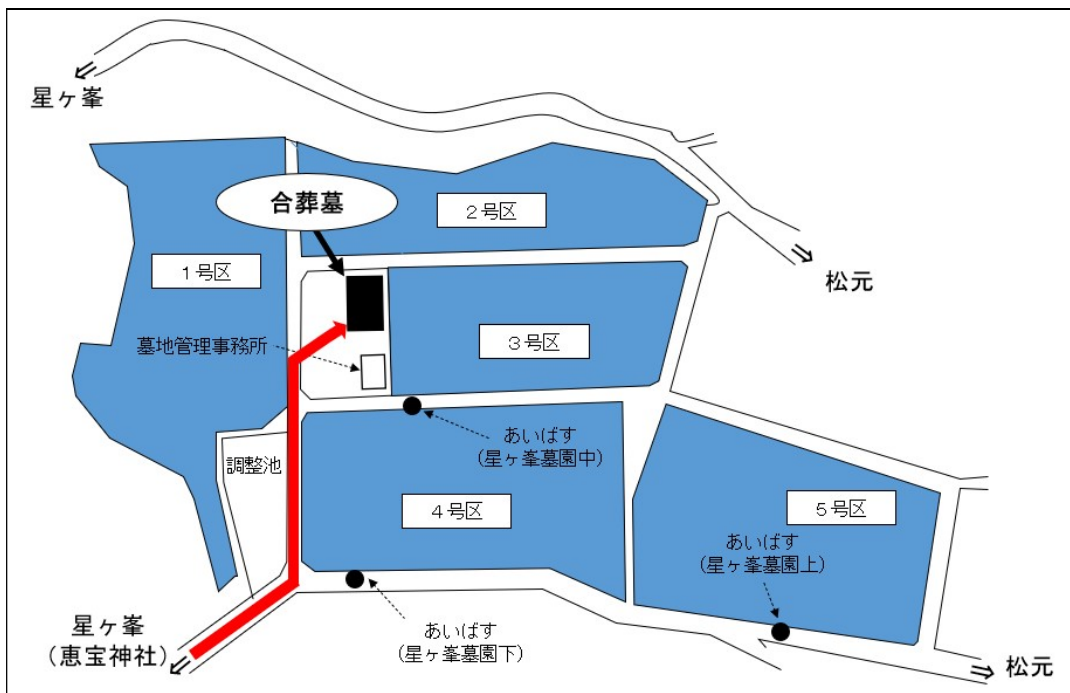 星ヶ峯
合葬墓
２号区
１号区
松元
墓地管理事務所
３号区
あいばす
(星ヶ峯墓園中)
調整池
４号区
５号区
あいばす
(星ヶ峯墓園上)
星ヶ峯
(恵宝神社)
あいばす
(星ヶ峯墓園下)
松元